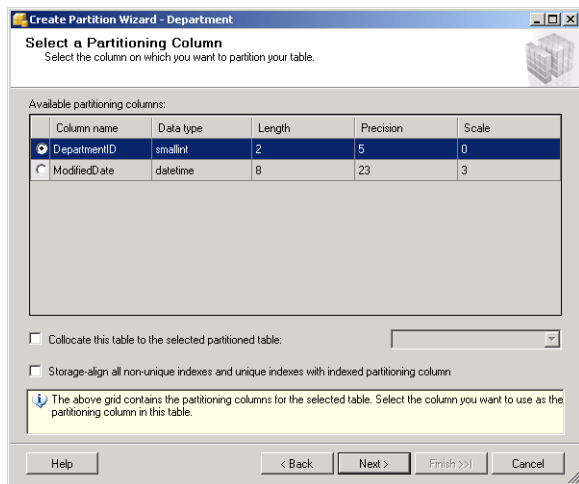 Create Partition Wizard - Department
Select a Partitioning Column
Select the column on which you want to partition your table.
Available partitioning columns:
Column name Data type Length Precision Scale
DepartmentID smallint 2 5 0
ModifiedDate datetime 8 23 3
Collocate this table to the selected partitioned table:
Storage-align all non-unique indexes and unique indexes with indexed partitioning column
The above grid contains the partitioning columns for the selected table. Select the column you want to use as the
partitioning column in this table.
Help < Back Next > Finish >>| Cancel